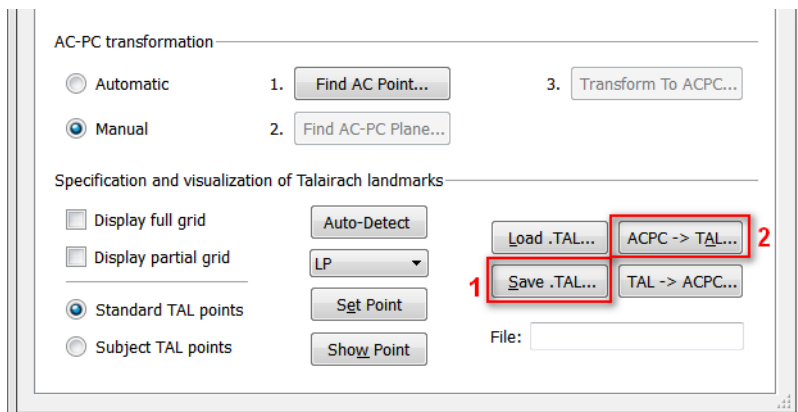 AC-PC transformation
Automatic 1. Find AC Point... 3. Transform To ACPC...
Manual 2. Find AC-PC Plane...
Specification and visualization of Talairach landmarks
Display full grid Auto-Detect Load .TAL... ACPC -> TAL... 2
Display partial grid LP 1 Save .TAL... TAL -> ACPC...
Standard TAL points Set Point
Subject TAL points Show Point File: